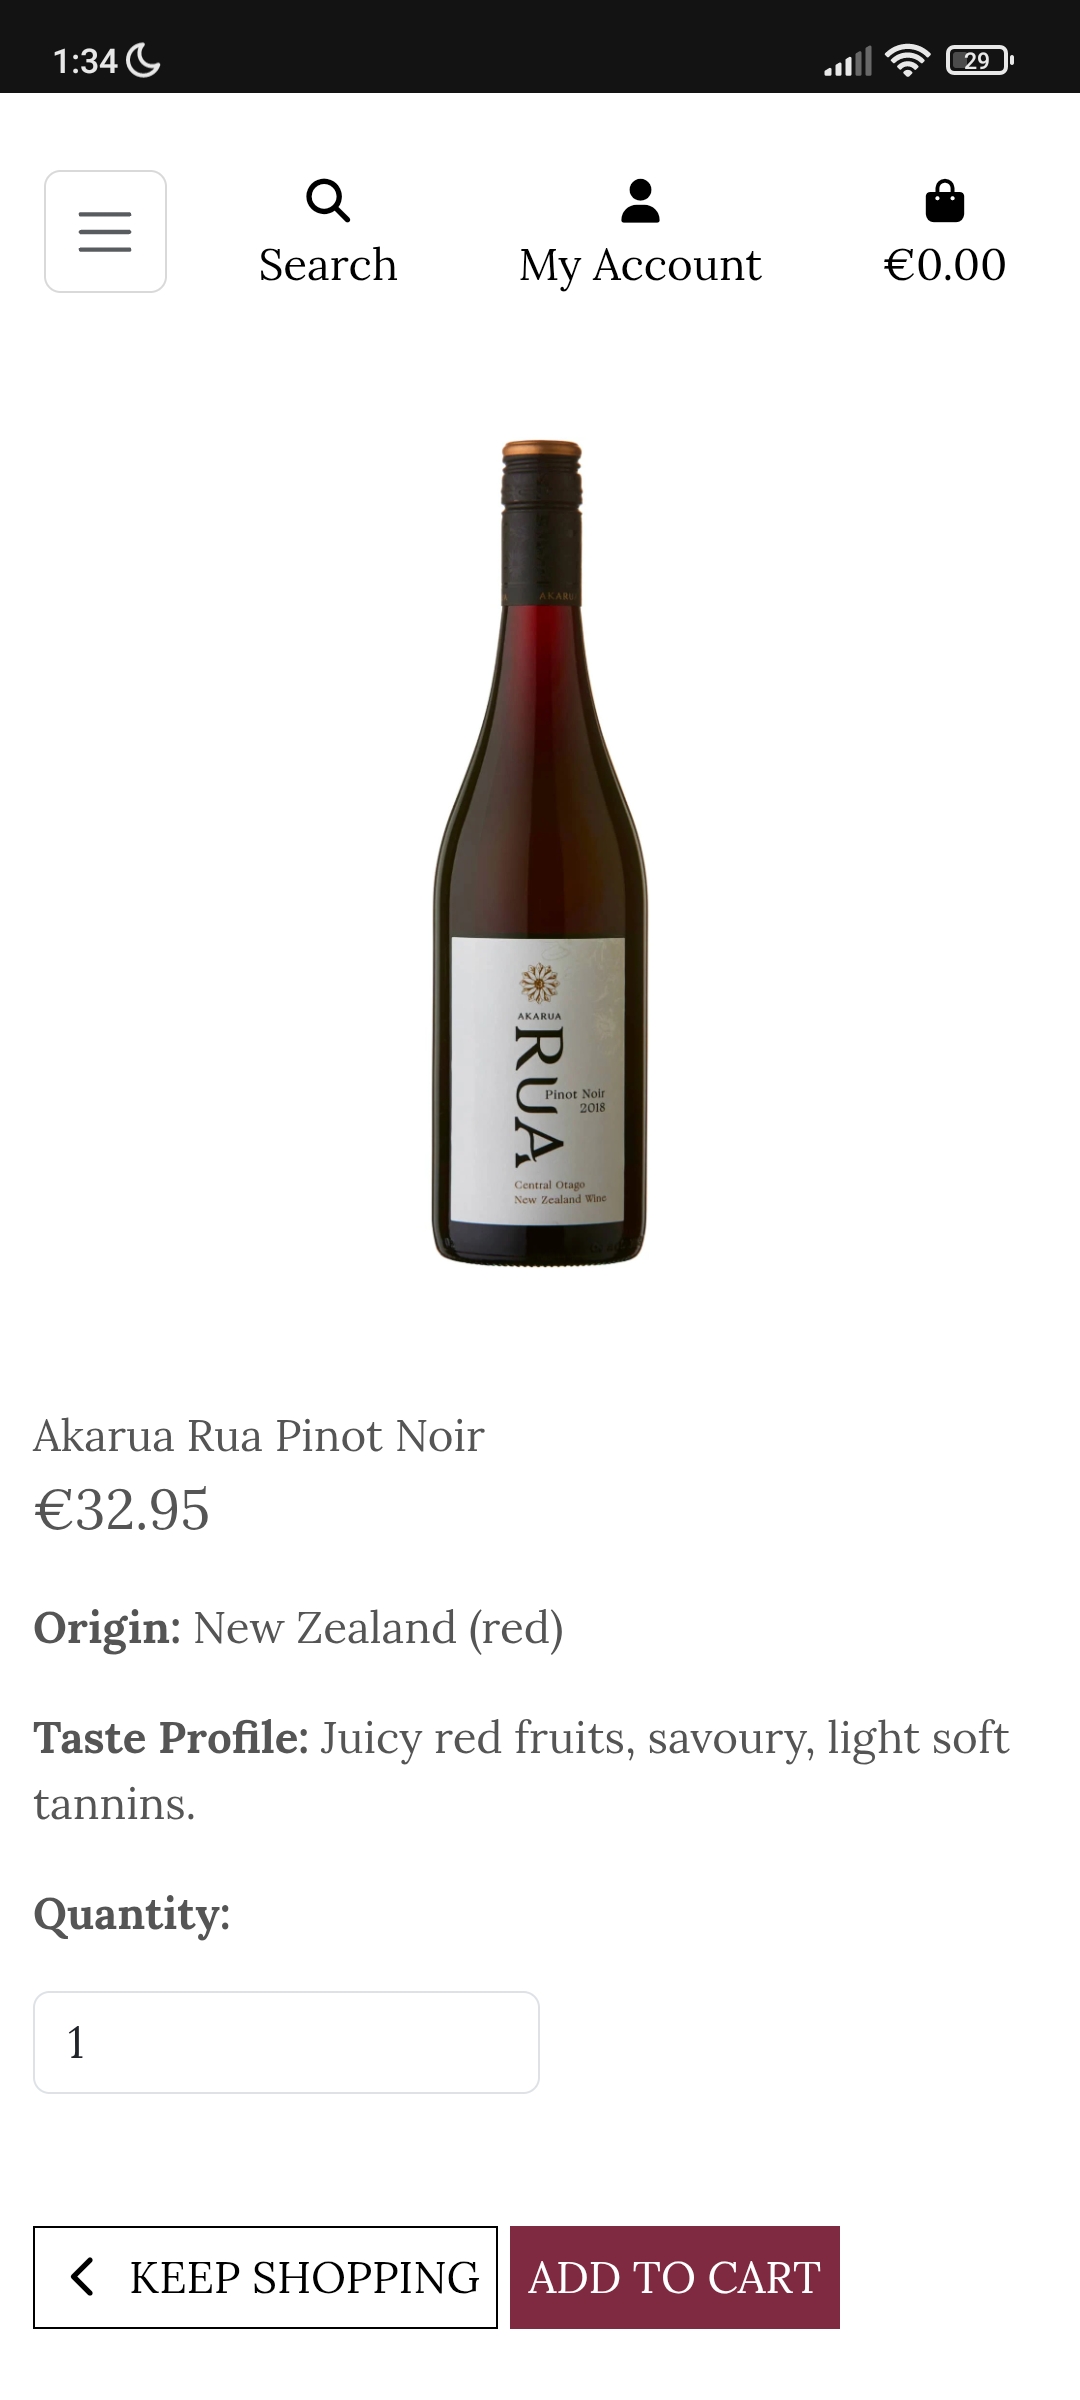 1:34
29
Search
My Account
€0.00
AKARUA
AKARUA
RUA
Pinot Noir
2018
Central Otago
New Zealand Wine
Akarua Rua Pinot Noir
€32.95
Origin: New Zealand (red)
Taste Profile: Juicy red fruits, savoury, light soft
tannins.
Quantity:
1
KEEP SHOPPING
ADD TO CART